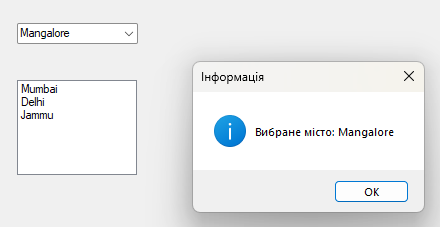 Mangalore
Mumbai
Delhi
Jammu
Інформація
Вибране місто: Mangalore
OK